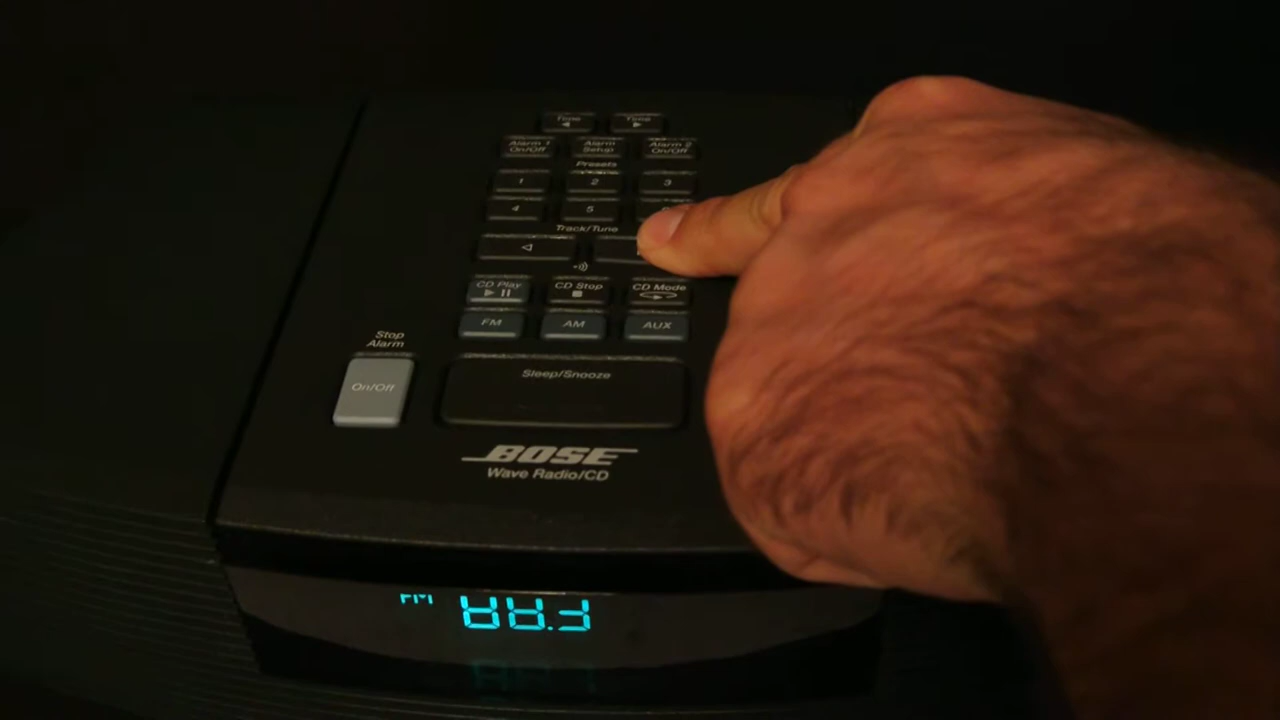 Tune Tune
Alarm 1 On/Off Alarm Setup Alarm 2 On/Off
Presets
1 2 3
4 5
Track/Tune
CD Play CD Stop CD Mode
FM AM AUX
Stop Alarm
On/Off
Sleep/Snooze
BOSE
Wave Radio/CD
FM